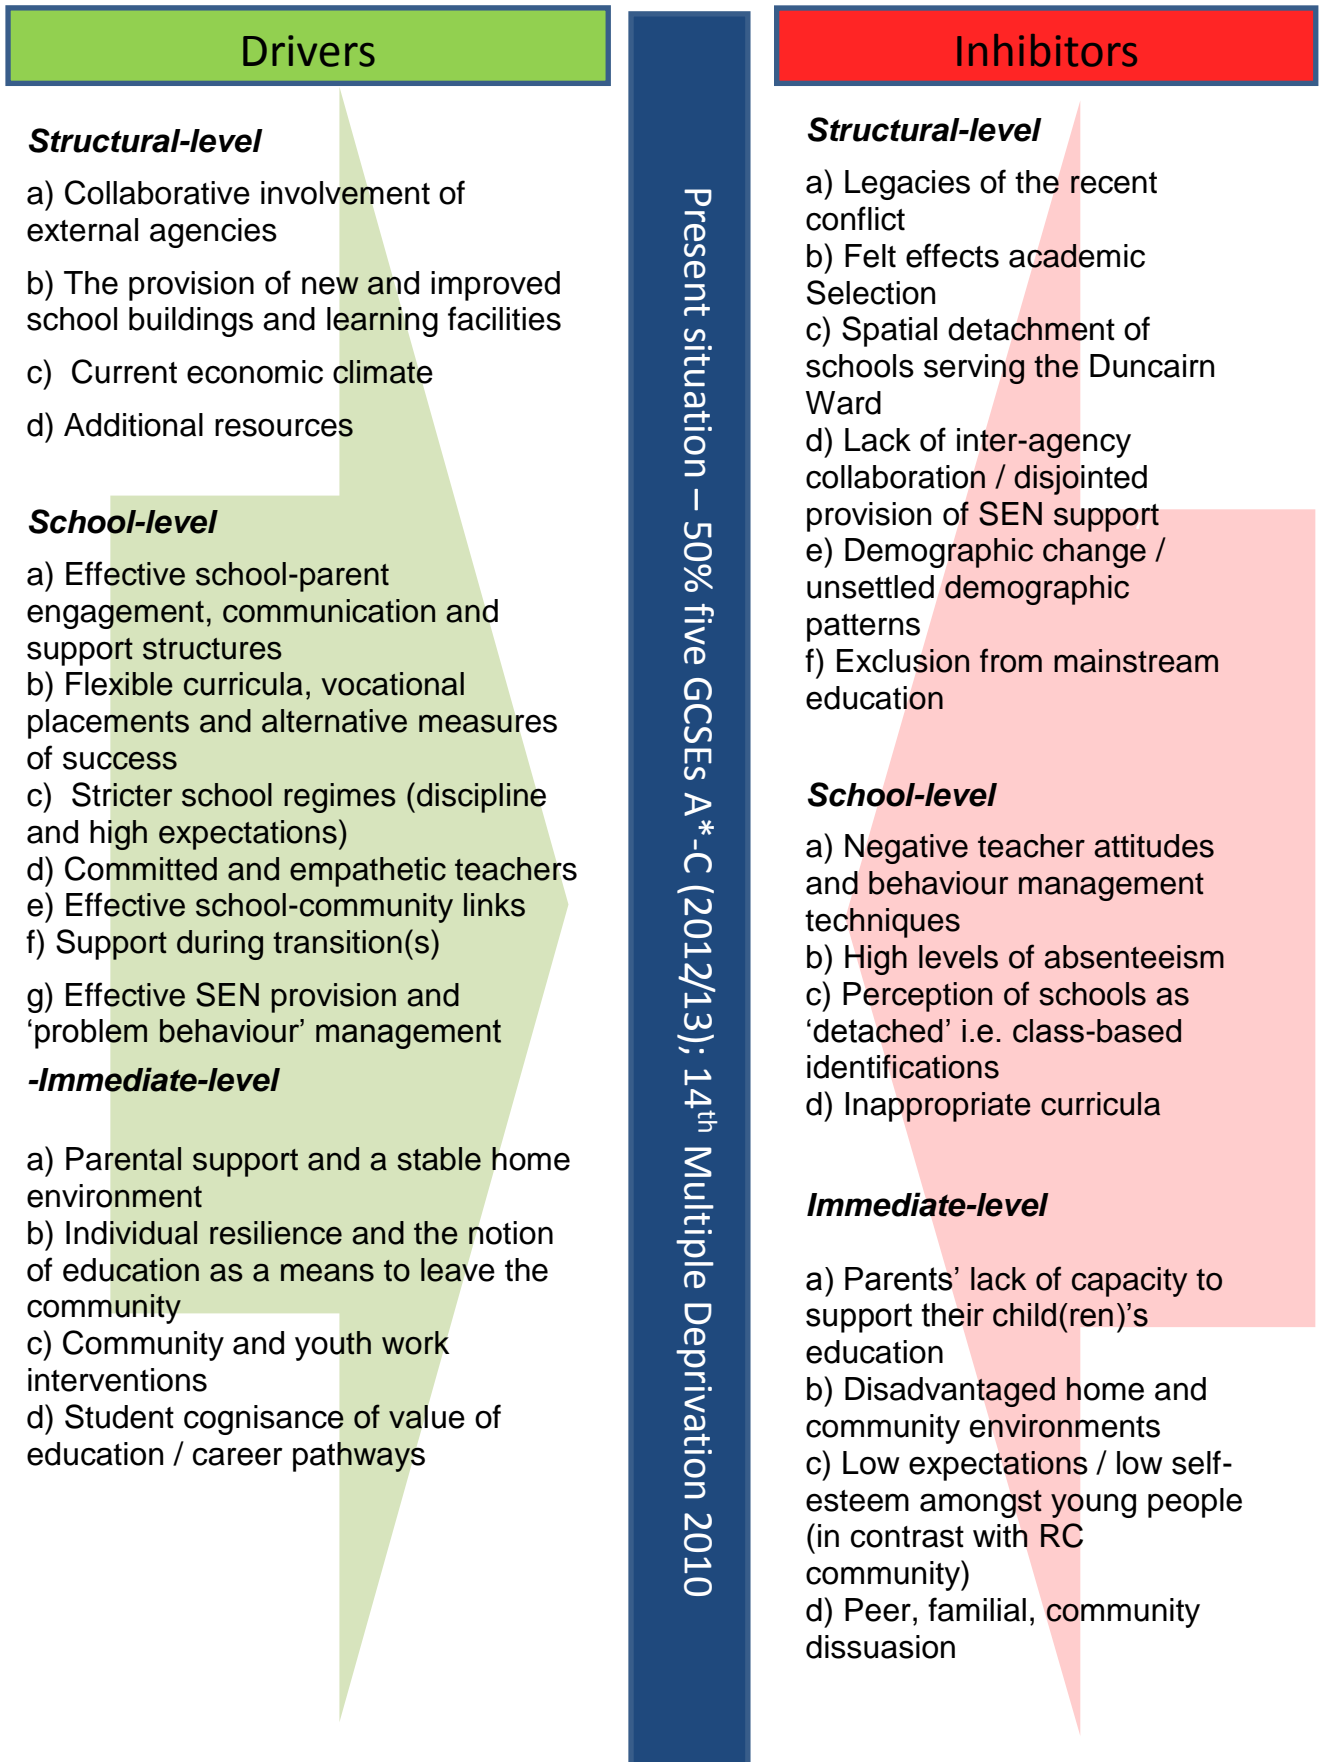 Drivers
Structural-level
a) Collaborative involvement of
external agencies
b) The provision of new and improved
school buildings and learning facilities
c)  Current economic climate
d) Additional resources
School-level
a) Effective school-parent
engagement, communication and
support structures
b) Flexible curricula, vocational
placements and alternative measures
of success
c)  Stricter school regimes (discipline
and high expectations)
d) Committed and empathetic teachers
e) Effective school-community links
f) Support during transition(s)
g) Effective SEN provision and
‘problem behaviour’ management
-Immediate-level
a) Parental support and a stable home
environment
b) Individual resilience and the notion
of education as a means to leave the
community
c) Community and youth work
interventions
d) Student cognisance of value of
education / career pathways
Present situation – 50% five GCSEs A*-C (2012/13); 14th Multiple Deprivation 2010
Inhibitors
Structural-level
a) Legacies of the recent
conflict
b) Felt effects academic
Selection
c) Spatial detachment of
schools serving the Duncairn
Ward
d) Lack of inter-agency
collaboration / disjointed
provision of SEN support
e) Demographic change /
unsettled demographic
patterns
f) Exclusion from mainstream
education
School-level
a) Negative teacher attitudes
and behaviour management
techniques
b) High levels of absenteeism
c) Perception of schools as
‘detached’ i.e. class-based
identifications
d) Inappropriate curricula
Immediate-level
a) Parents’ lack of capacity to
support their child(ren)’s
education
b) Disadvantaged home and
community environments
c) Low expectations / low self-
esteem amongst young people
(in contrast with RC
community)
d) Peer, familial, community
dissuasion